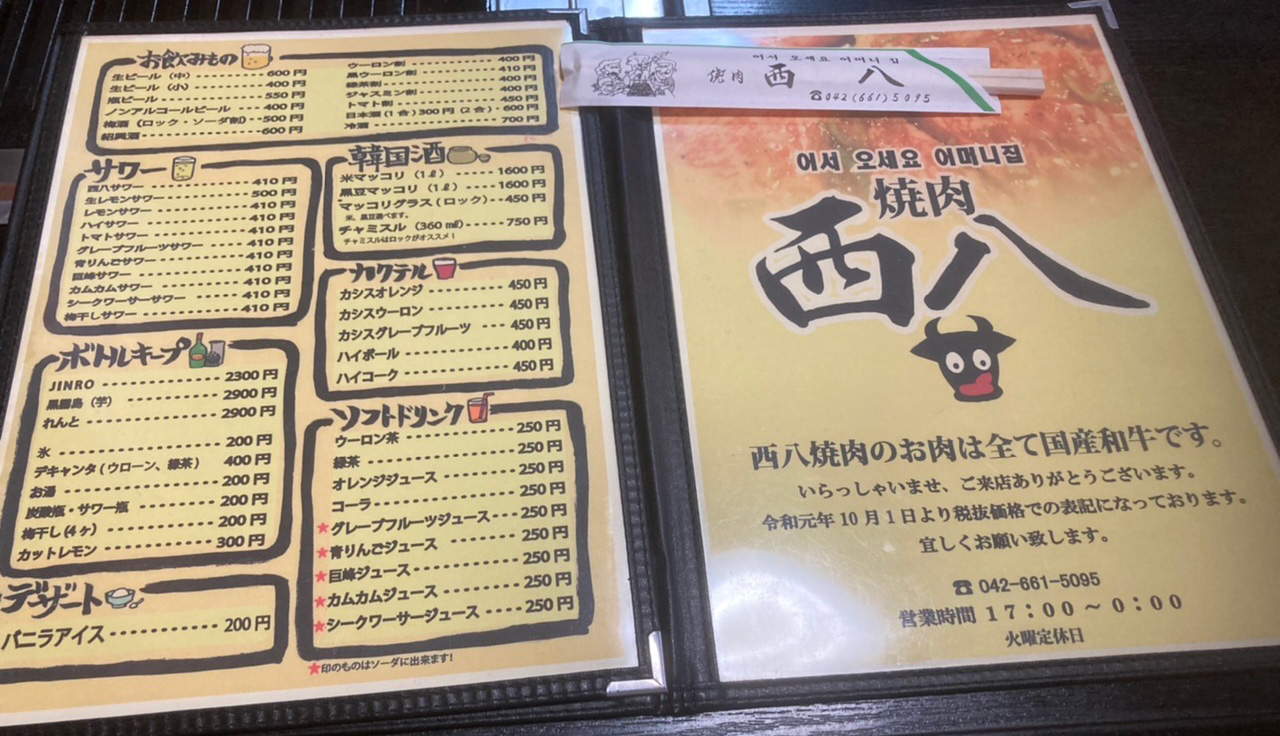 お飲みもの
生ビール（中） 600円
生ビール（小） 400円
瓶ビール 550円
ノンアルコールビール 400円
梅酒（ロック・ソーダ割） 500円
紹興酒 600円
ウーロン割 400円
黒ウーロン割 410円
緑茶割 400円
ジャスミン割 400円
トマト割 450円
日本酒(1合)300円(2合) 600円
冷酒 700円
サワー
西八サワー 410円
生レモンサワー 500円
レモンサワー 410円
ハイサワー 410円
トマトサワー 410円
グレープフルーツサワー 410円
青りんごサワー 410円
巨峰サワー 410円
カムカムサワー 410円
シークワーサーサワー 410円
梅干しサワー 410円
韓国酒
米マッコリ（1ℓ） 1600円
黒豆マッコリ（1ℓ） 1600円
マッコリグラス（ロック） 450円
米、黒豆選べます。
チャミスル（360㎖） 750円
チャミスルはロックがオススメ！
カクテル
カシスオレンジ 450円
カシスウーロン 450円
カシスグレープフルーツ 450円
ハイボール 400円
ハイコーク 450円
ボトルキープ
JINRO 2300円
黒霧島（芋） 2900円
れんと 2900円
氷 200円
デキャンタ(ウローン、緑茶) 400円
お湯 200円
炭酸瓶・サワー瓶 200円
梅干し(4ヶ) 200円
カットレモン 300円
ソフトドリンク
ウーロン茶 250円
緑茶 250円
オレンジジュース 250円
コーラ 250円
★グレープフルーツジュース 250円
★青りんごジュース 250円
★巨峰ジュース 250円
★カムカムジュース 250円
★シークワーサージュース 250円
★印のものはソーダに出来ます!
デザート
バニラアイス 200円
어서 오세요 어머니 집
焼肉 西八
☎042(661)5095
어서 오세요 어머니집
焼肉
西八
西八焼肉のお肉は全て国産和牛です。
いらっしゃいませ、ご来店ありがとうございます。
令和元年10月1日より税抜価格での表記になっております。
宜しくお願い致します。
☎042-661-5095
営業時間 17：00～0：00
火曜定休日